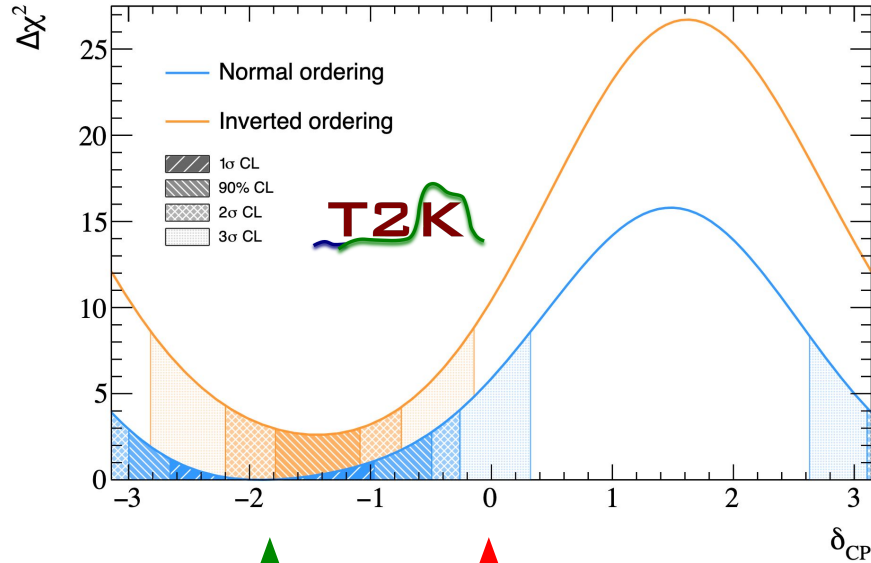 Δχ²
25
20
15
10
5
0
Normal ordering
Inverted ordering
1σ CL
90% CL
2σ CL
3σ CL
T2K
−3 −2 −1 0 1 2 3
δCP